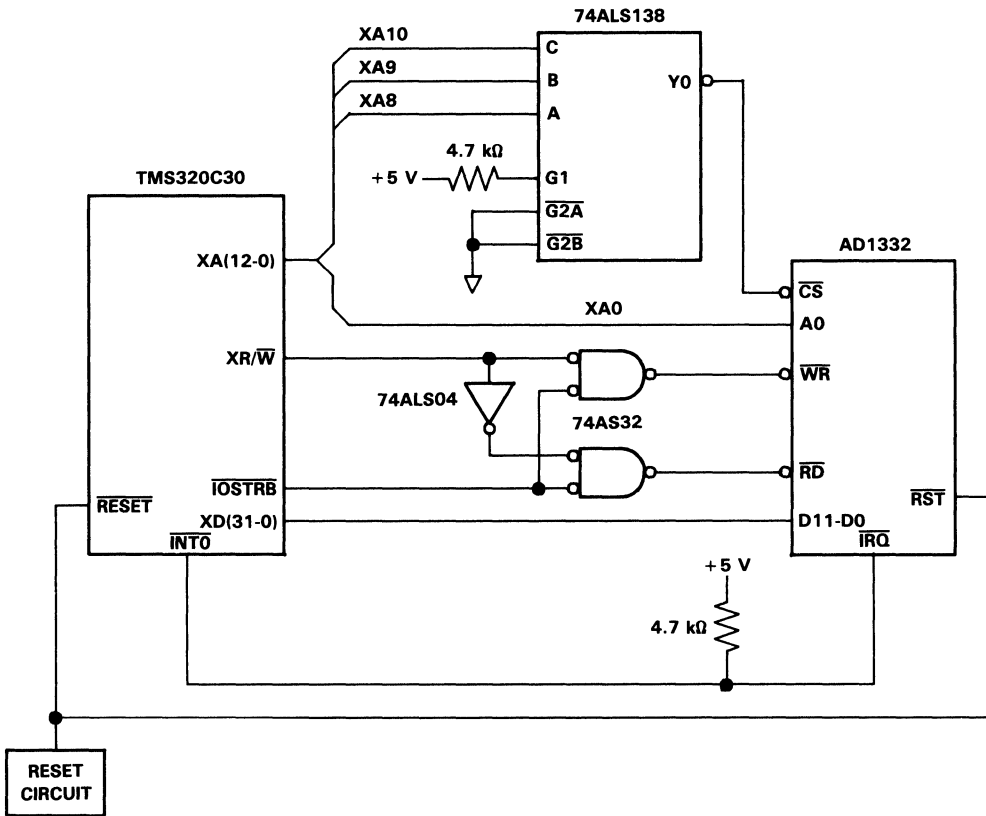 74ALS138
XA10
C
XA9
B
Y0
XA8
A
4.7 kΩ
+5 V
G1
TMS320C30
G2A
G2B
AD1332
XA(12-0)
CS
XA0
A0
XR/W
WR
74ALS04
74AS32
RD
IOSTRB
RESET
RST
XD(31-0)
D11-D0
INT0
IRQ
+5 V
4.7 kΩ
RESET
CIRCUIT